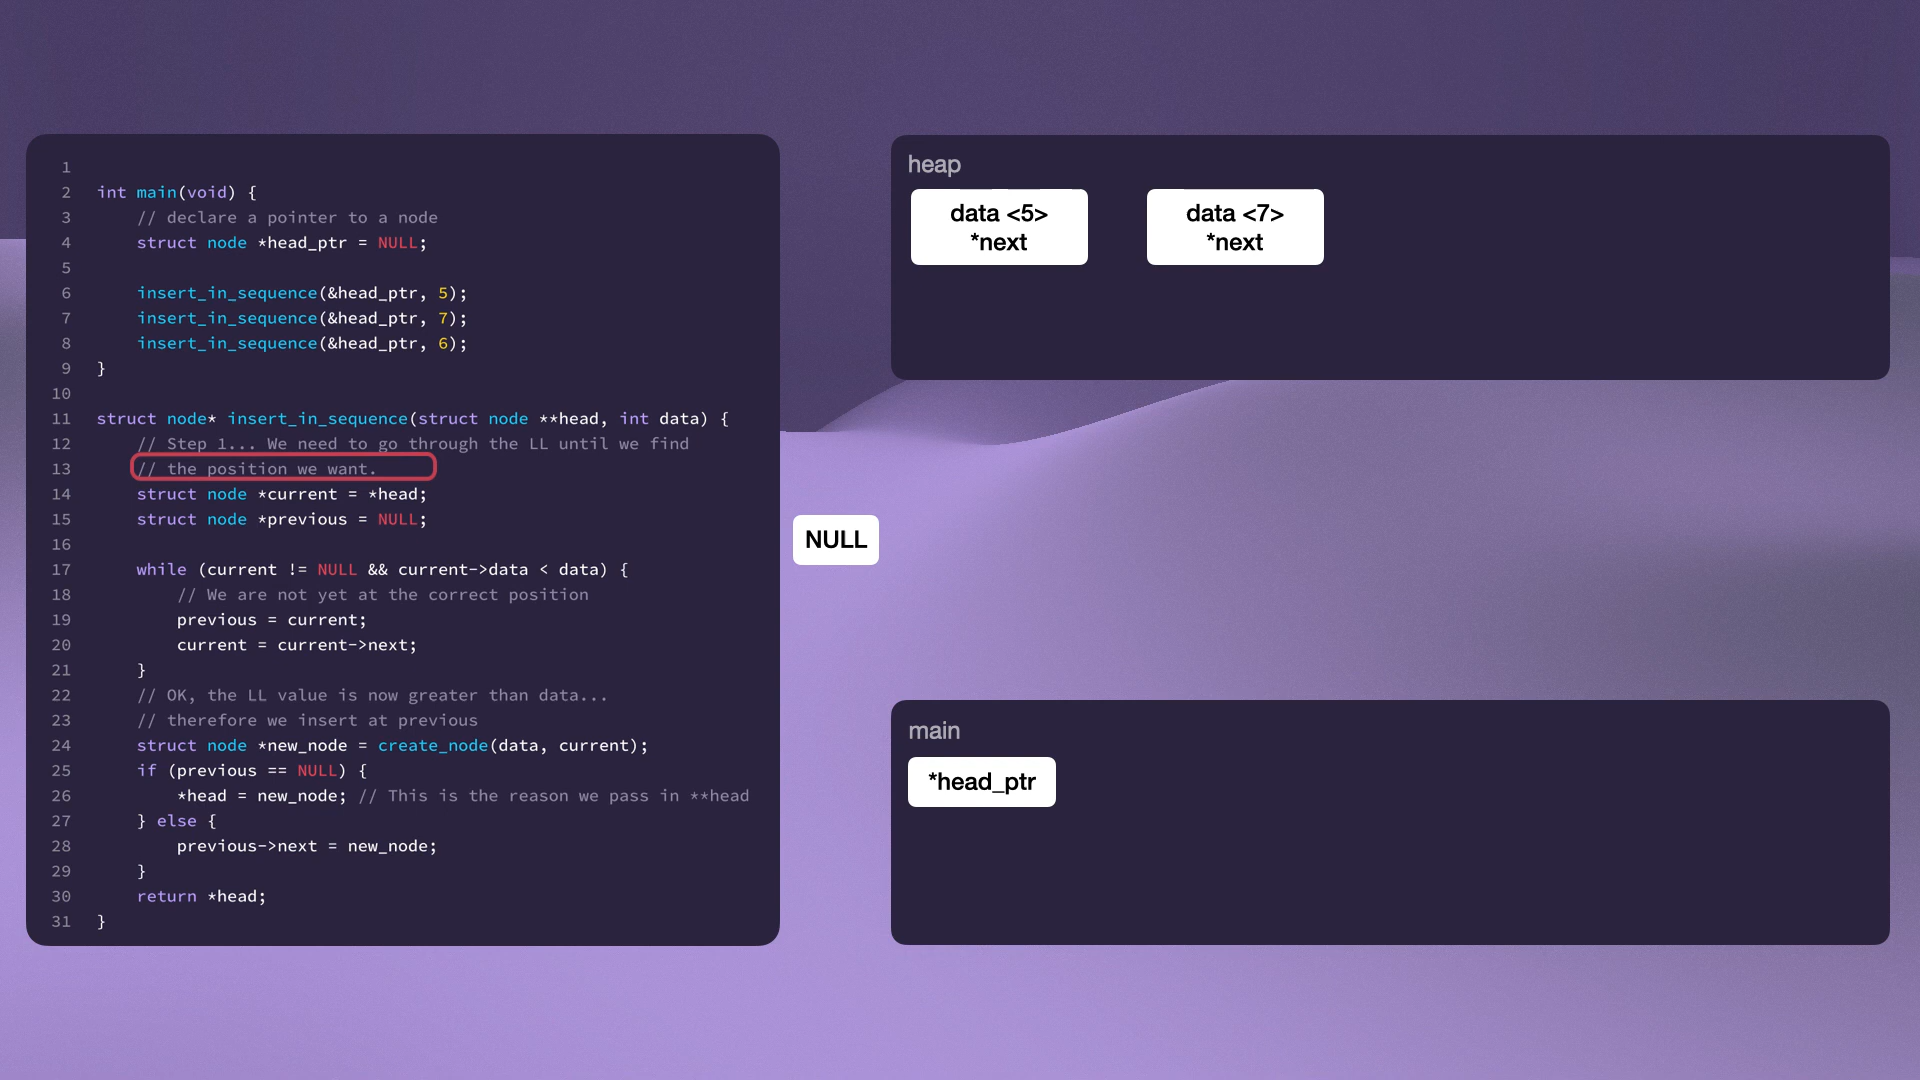 1
2 int main(void) {
3 // declare a pointer to a node
4 struct node *head_ptr = NULL;
5
6 insert_in_sequence(&head_ptr, 5);
7 insert_in_sequence(&head_ptr, 7);
8 insert_in_sequence(&head_ptr, 6);
9 }
10
11 struct node* insert_in_sequence(struct node **head, int data) {
12 // Step 1... We need to go through the LL until we find
13 // the position we want.
14 struct node *current = *head;
15 struct node *previous = NULL;
16
17 while (current != NULL && current->data < data) {
18 // We are not yet at the correct position
19 previous = current;
20 current = current->next;
21 }
22 // OK, the LL value is now greater than data...
23 // therefore we insert at previous
24 struct node *new_node = create_node(data, current);
25 if (previous == NULL) {
26 *head = new_node; // This is the reason we pass in **head
27 } else {
28 previous->next = new_node;
29 }
30 return *head;
31 }
NULL
heap
data <5>
*next
data <7>
*next
main
*head_ptr